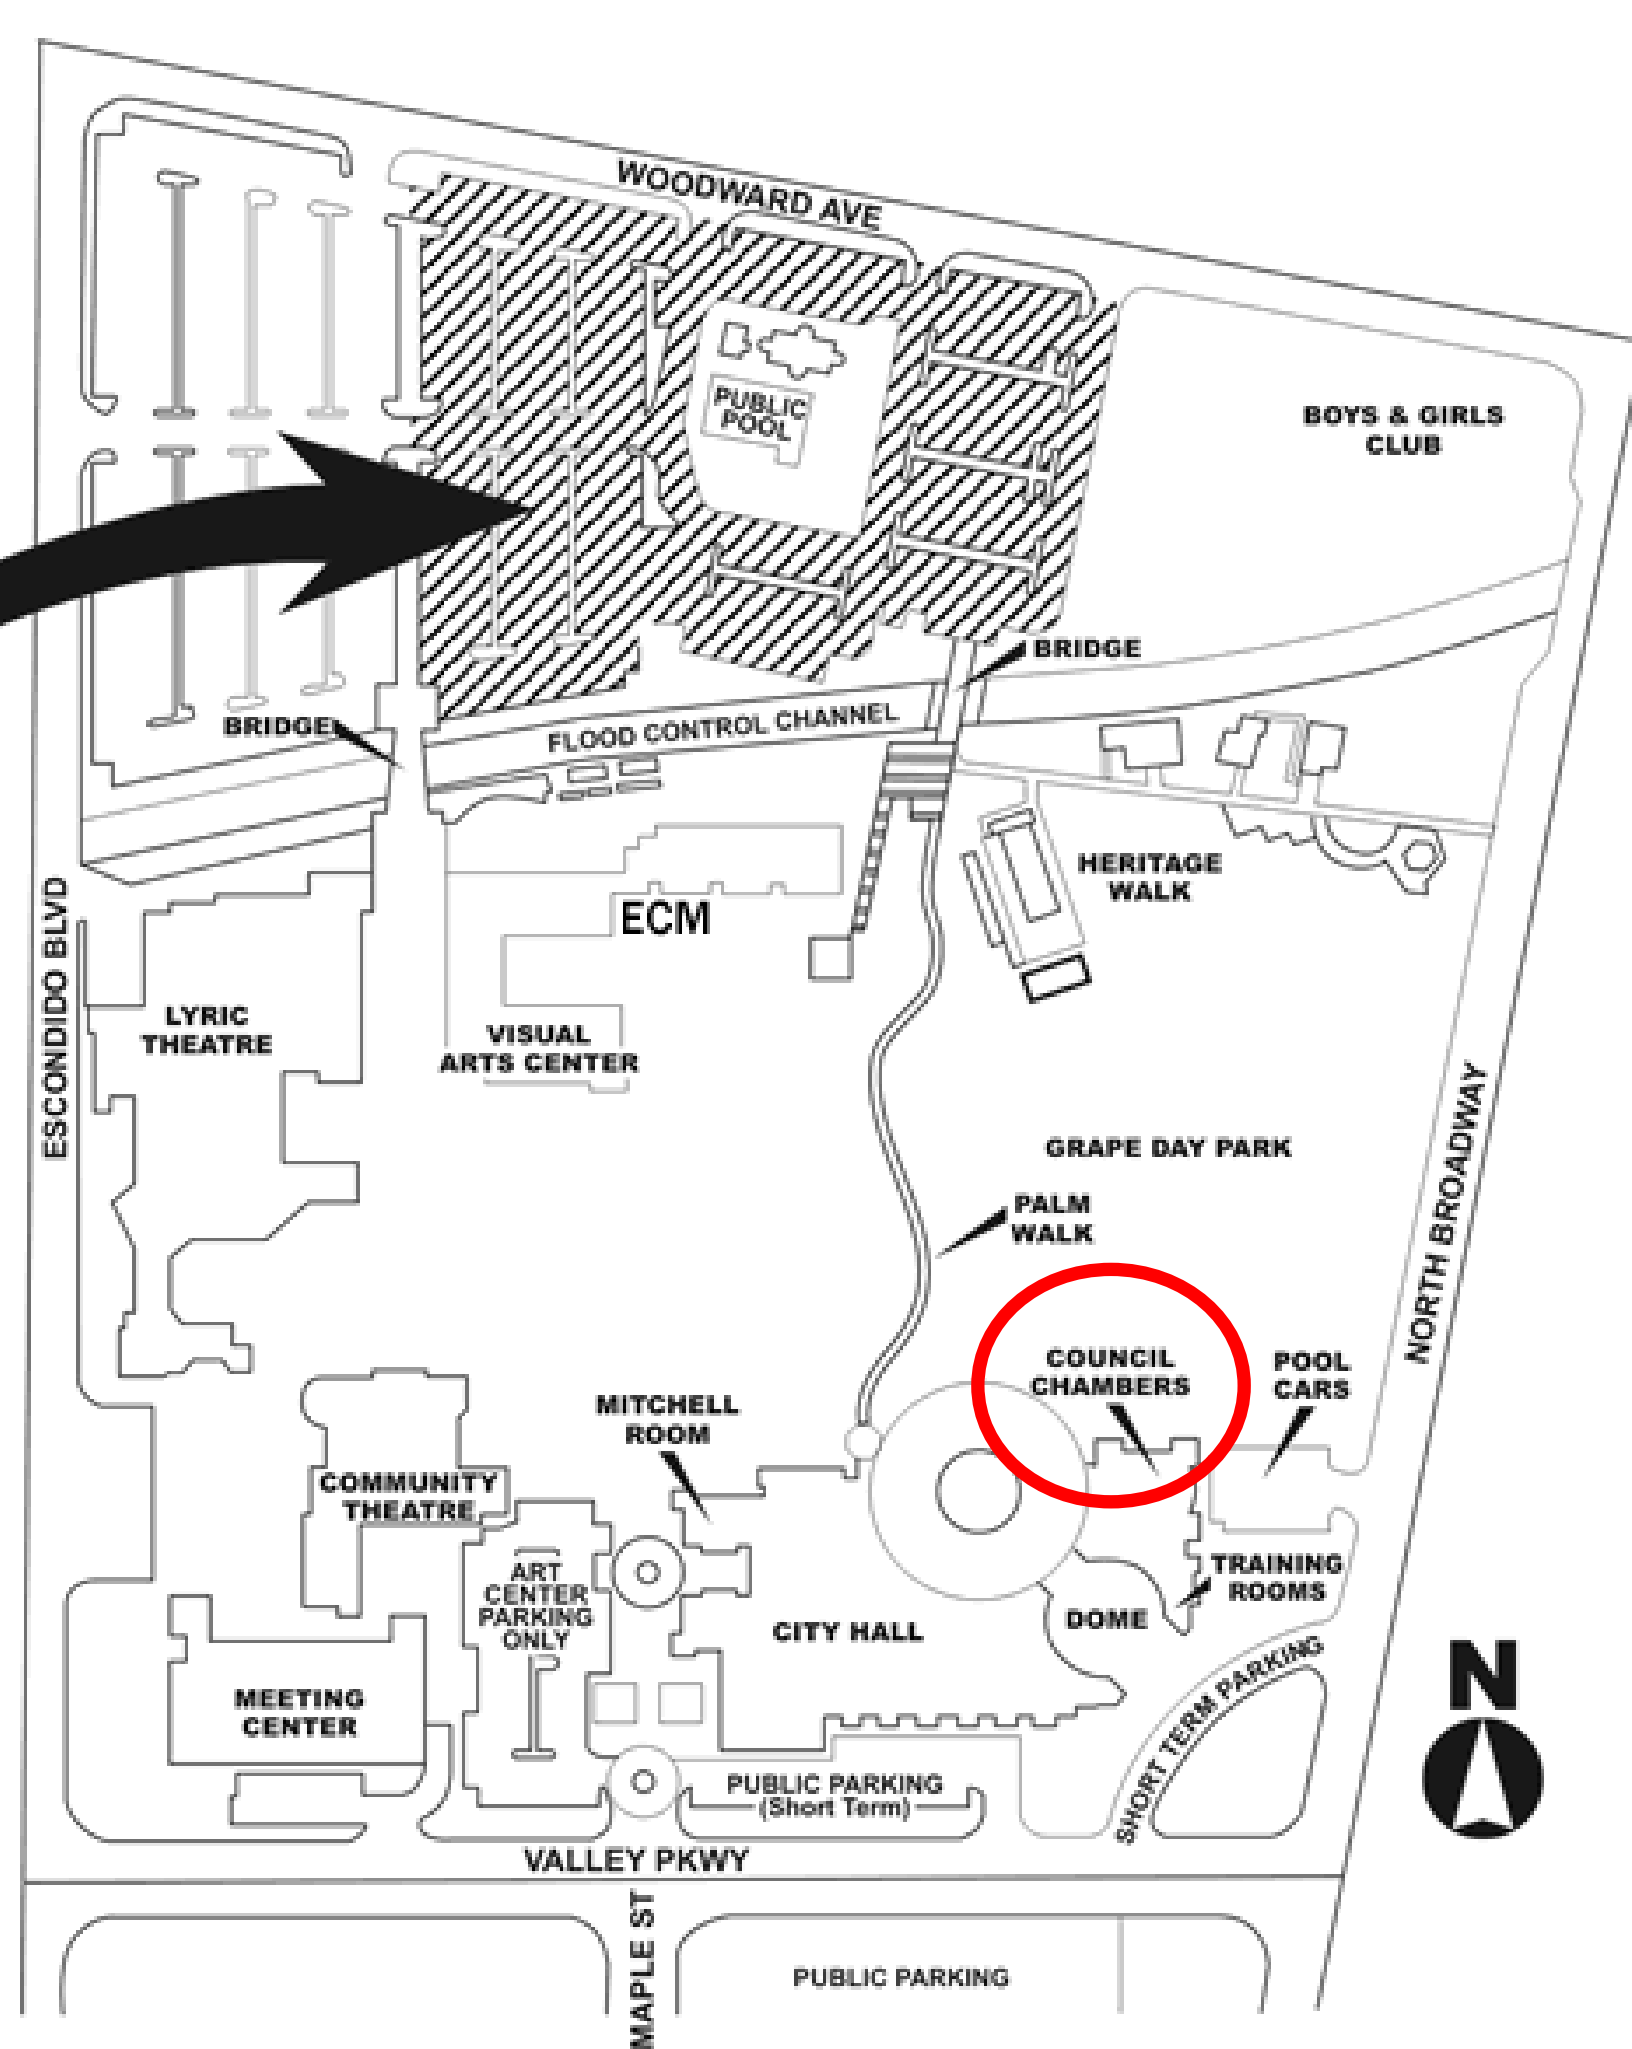 WOODWARD AVE
PUBLIC
POOL
BOYS & GIRLS
CLUB
BRIDGE
BRIDGE
FLOOD CONTROL CHANNEL
HERITAGE
WALK
ECM
ESCONDIDO BLVD
LYRIC
THEATRE
VISUAL
ARTS CENTER
GRAPE DAY PARK
NORTH BROADWAY
PALM
WALK
COUNCIL
CHAMBERS
POOL
CARS
MITCHELL
ROOM
COMMUNITY
THEATRE
ART
CENTER
PARKING
ONLY
TRAINING
ROOMS
DOME
CITY HALL
MEETING
CENTER
SHORT TERM PARKING
N
PUBLIC PARKING
(Short Term)
VALLEY PKWY
MAPLE ST
PUBLIC PARKING